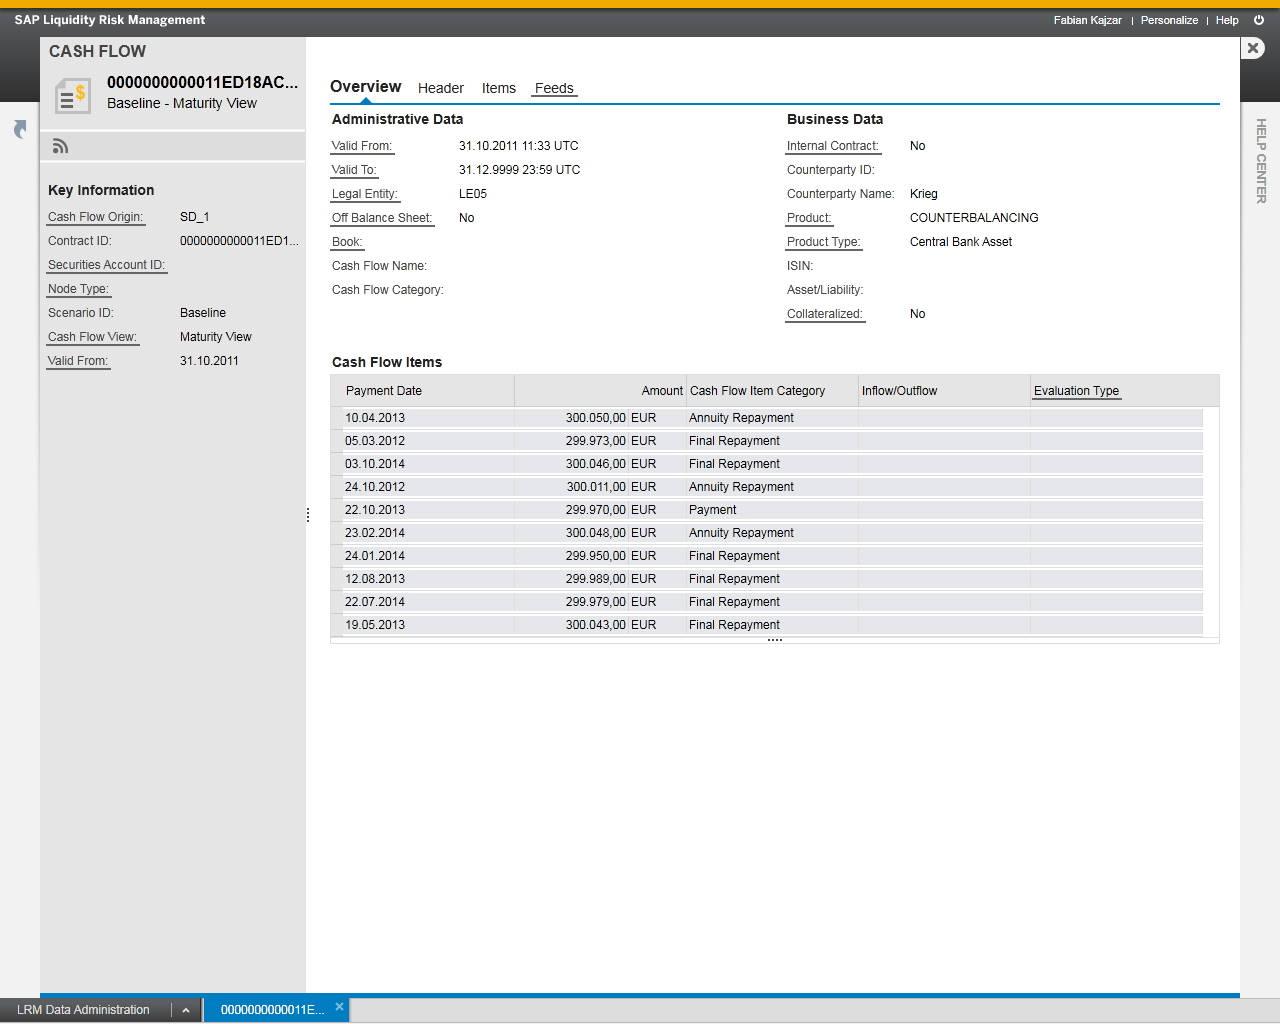 SAP Liquidity Risk Management
Fabian Kajzar | Personalize | Help
CASH FLOW
0000000000011ED18AC...
Baseline - Maturity View
Key Information
Cash Flow Origin: SD_1
Contract ID: 0000000000011ED1...
Securities Account ID:
Node Type:
Scenario ID: Baseline
Cash Flow View: Maturity View
Valid From: 31.10.2011
Overview Header Items Feeds
Administrative Data
Valid From: 31.10.2011 11:33 UTC
Valid To: 31.12.9999 23:59 UTC
Legal Entity: LE05
Off Balance Sheet: No
Book:
Cash Flow Name:
Cash Flow Category:
Business Data
Internal Contract: No
Counterparty ID:
Counterparty Name: Krieg
Product: COUNTERBALANCING
Product Type: Central Bank Asset
ISIN:
Asset/Liability:
Collateralized: No
Cash Flow Items
Payment Date Amount Cash Flow Item Category Inflow/Outflow Evaluation Type
10.04.2013 300.050,00 EUR Annuity Repayment
05.03.2012 299.973,00 EUR Final Repayment
03.10.2014 300.046,00 EUR Final Repayment
24.10.2012 300.011,00 EUR Annuity Repayment
22.10.2013 299.970,00 EUR Payment
23.02.2014 300.048,00 EUR Annuity Repayment
24.01.2014 299.950,00 EUR Final Repayment
12.08.2013 299.989,00 EUR Final Repayment
22.07.2014 299.979,00 EUR Final Repayment
19.05.2013 300.043,00 EUR Final Repayment
HELP CENTER
LRM Data Administration
0000000000011E...